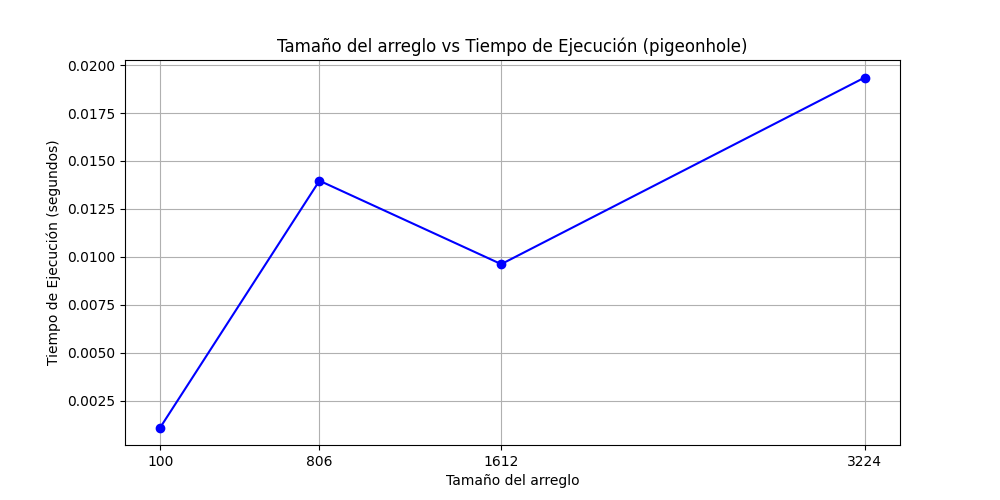 Tamaño del arreglo vs Tiempo de Ejecución (pigeonhole)
Tiempo de Ejecución (segundos)
0.0200
0.0175
0.0150
0.0125
0.0100
0.0075
0.0050
0.0025
100 806 1612 3224
Tamaño del arreglo